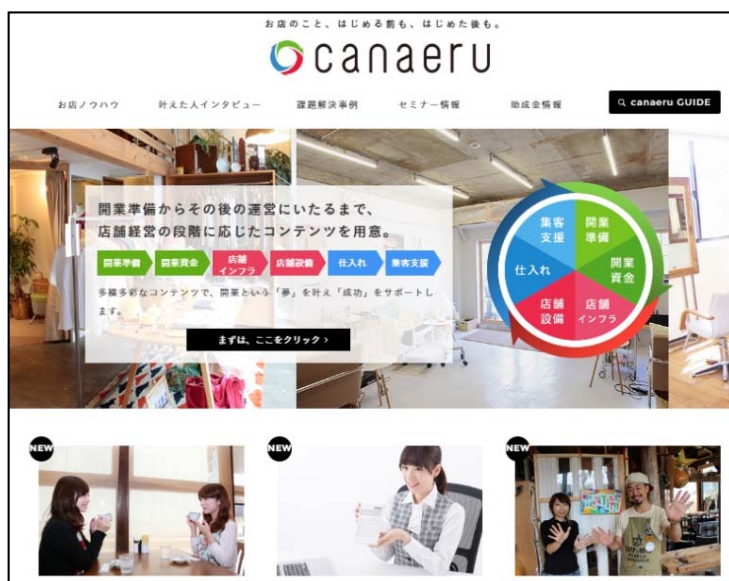 お店のこと、はじめる前も、はじめた後も。
canaeru
お店ノウハウ
叶えた人インタビュー
課題解決事例
セミナー情報
助成金情報
canaeru GUIDE
開業準備からその後の運営にいたるまで、
店舗経営の段階に応じたコンテンツを用意。
開業準備
開業資金
店舗
インフラ
店舗設備
仕入れ
集客支援
多種多彩なコンテンツで、開業という「夢」を叶え「成功」をサポートし
ます。
まずは、ここをクリック >
集客
支援
開業
準備
仕入れ
開業
資金
店舗
設備
店舗
インフラ
NEW
NEW
NEW